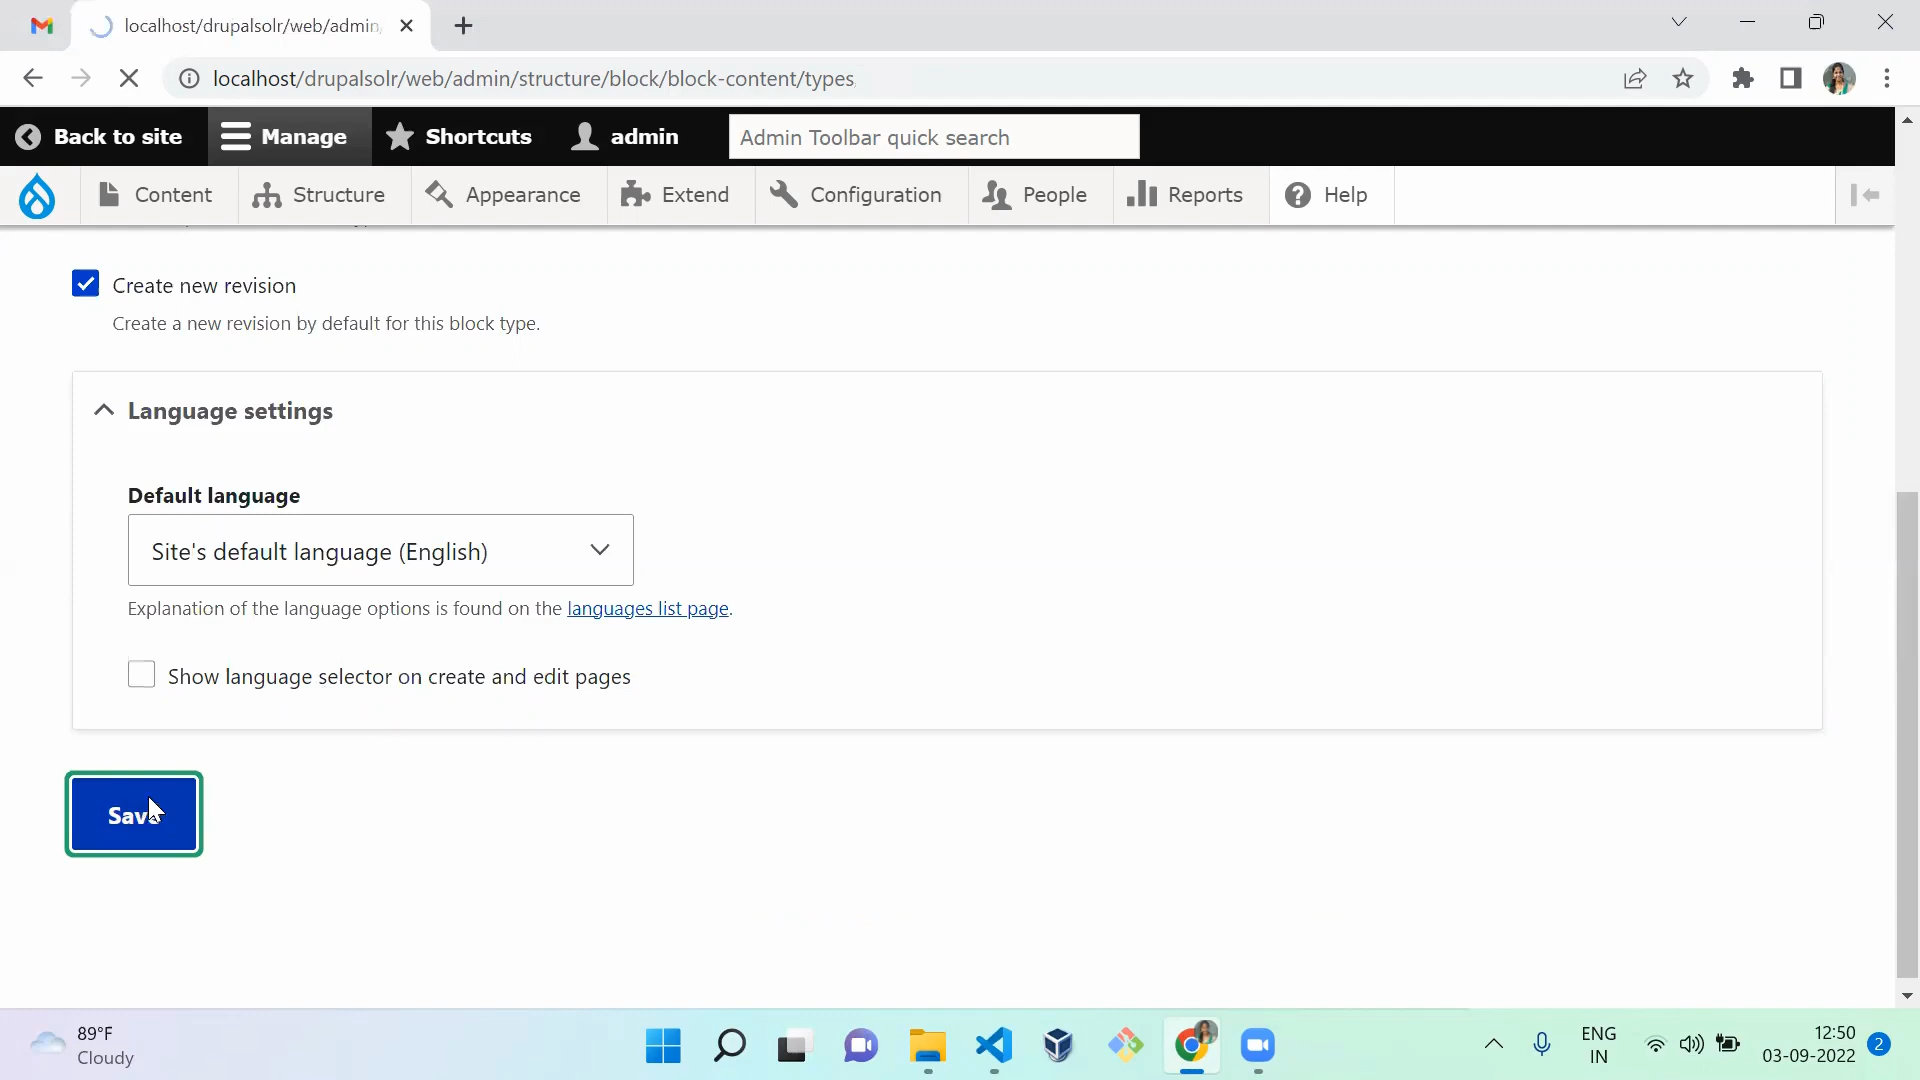 localhost/drupalsolr/web/admin
localhost/drupalsolr/web/admin/structure/block/block-content/types
Back to site
Manage
Shortcuts
admin
Admin Toolbar quick search
Content
Structure
Appearance
Extend
Configuration
People
Reports
Help
Create new revision
Create a new revision by default for this block type.
Language settings
Default language
Site's default language (English)
Explanation of the language options is found on the languages list page.
Show language selector on create and edit pages
Save
89°F
Cloudy
ENG
IN
12:50
03-09-2022
2